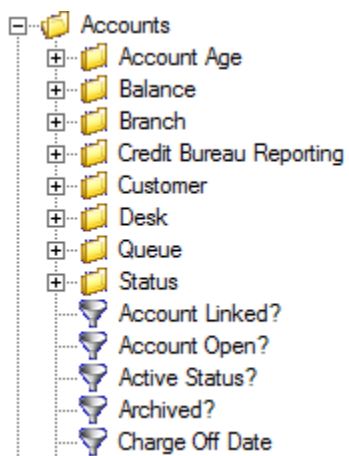 Accounts
Account Age
Balance
Branch
Credit Bureau Reporting
Customer
Desk
Queue
Status
Account Linked?
Account Open?
Active Status?
Archived?
Charge Off Date